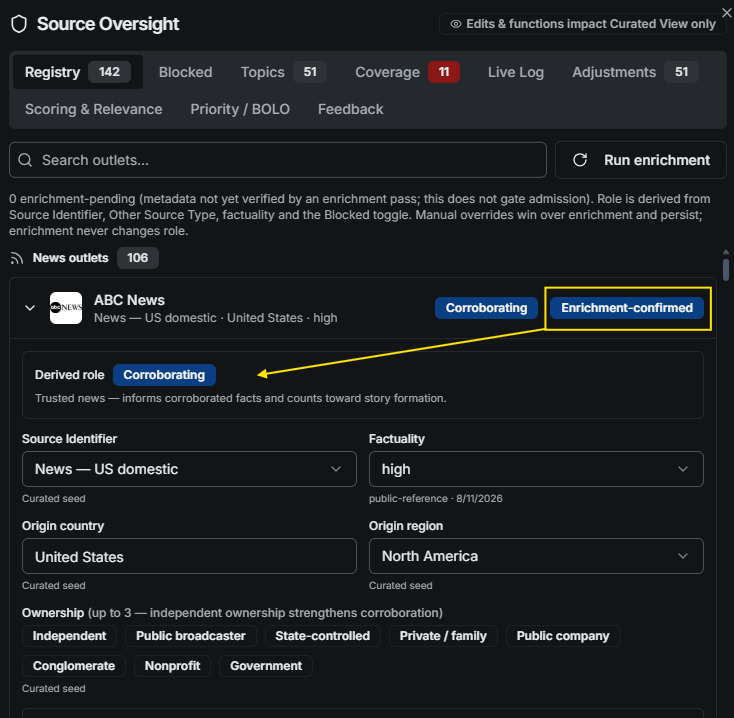 Source Oversight
Edits & functions impact Curated View only
Registry 142 Blocked Topics 51 Coverage 11 Live Log Adjustments 51
Scoring & Relevance Priority / BOLO Feedback
Search outlets...
Run enrichment
0 enrichment-pending (metadata not yet verified by an enrichment pass; this does not gate admission). Role is derived from
Source Identifier, Other Source Type, factuality and the Blocked toggle. Manual overrides win over enrichment and persist;
enrichment never changes role.
News outlets 106
abc NEWS
ABC News
News — US domestic · United States · high
Corroborating
Enrichment-confirmed
Derived role Corroborating
Trusted news — informs corroborated facts and counts toward story formation.
Source Identifier
News — US domestic
Curated seed
Factuality
high
public-reference · 8/11/2026
Origin country
United States
Curated seed
Origin region
North America
Curated seed
Ownership (up to 3 — independent ownership strengthens corroboration)
Independent Public broadcaster State-controlled Private / family Public company
Conglomerate Nonprofit Government
Curated seed